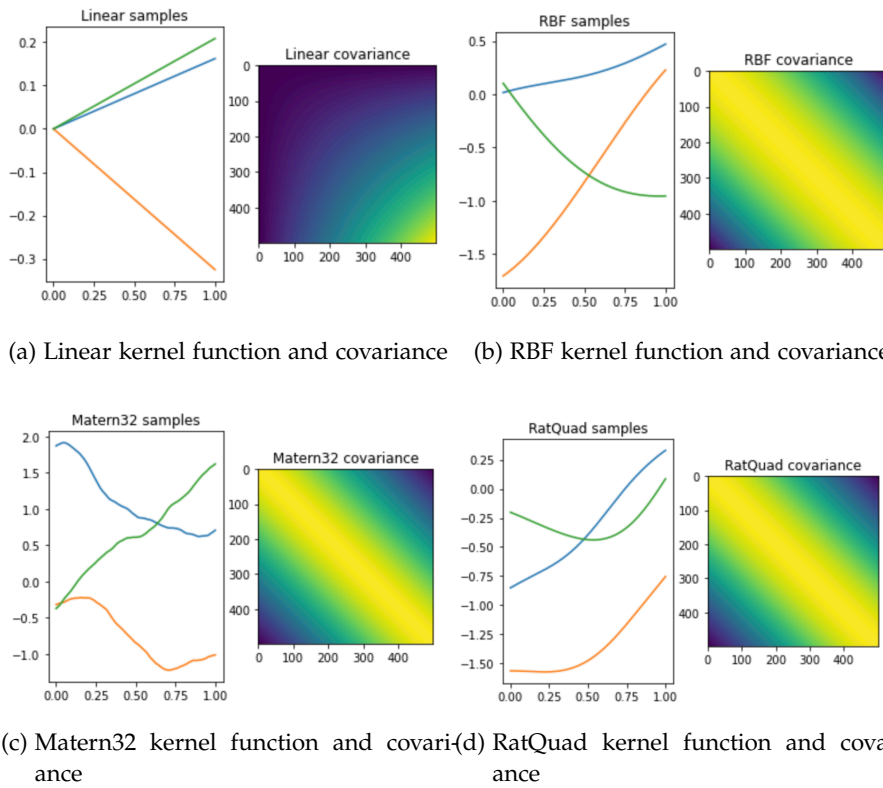 Linear samples
0.2
0.1
0.0
−0.1
−0.2
−0.3
0.00 0.25 0.50 0.75 1.00
Linear covariance
0
100
200
300
400
0 100 200 300 400
(a) Linear kernel function and covariance
RBF samples
0.5
0.0
−0.5
−1.0
−1.5
0.00 0.25 0.50 0.75 1.00
RBF covariance
0
100
200
300
400
0 200 400
(b) RBF kernel function and covariance
Matern32 samples
2.0
1.5
1.0
0.5
0.0
−0.5
−1.0
0.00 0.25 0.50 0.75 1.00
Matern32 covariance
0
100
200
300
400
0 200 400
(c) Matern32 kernel function and covari-
ance
RatQuad samples
0.25
0.00
−0.25
−0.50
−0.75
−1.00
−1.25
−1.50
0.00 0.25 0.50 0.75 1.00
RatQuad covariance
0
100
200
300
400
0 200 400
(d) RatQuad kernel function and cova
ance